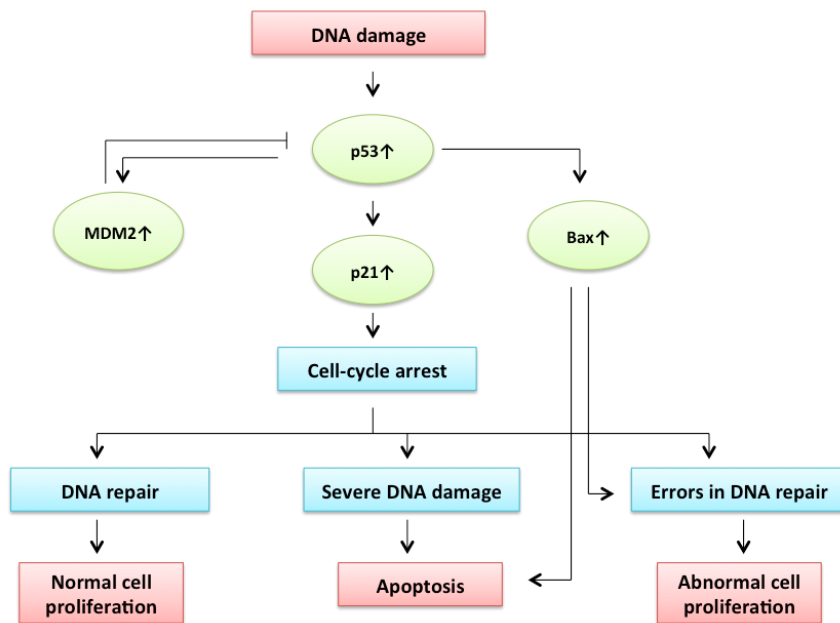 DNA damage
p53↑
MDM2↑
Bax↑
p21↑
Cell-cycle arrest
DNA repair
Severe DNA damage
Errors in DNA repair
Normal cell
proliferation
Apoptosis
Abnormal cell
proliferation